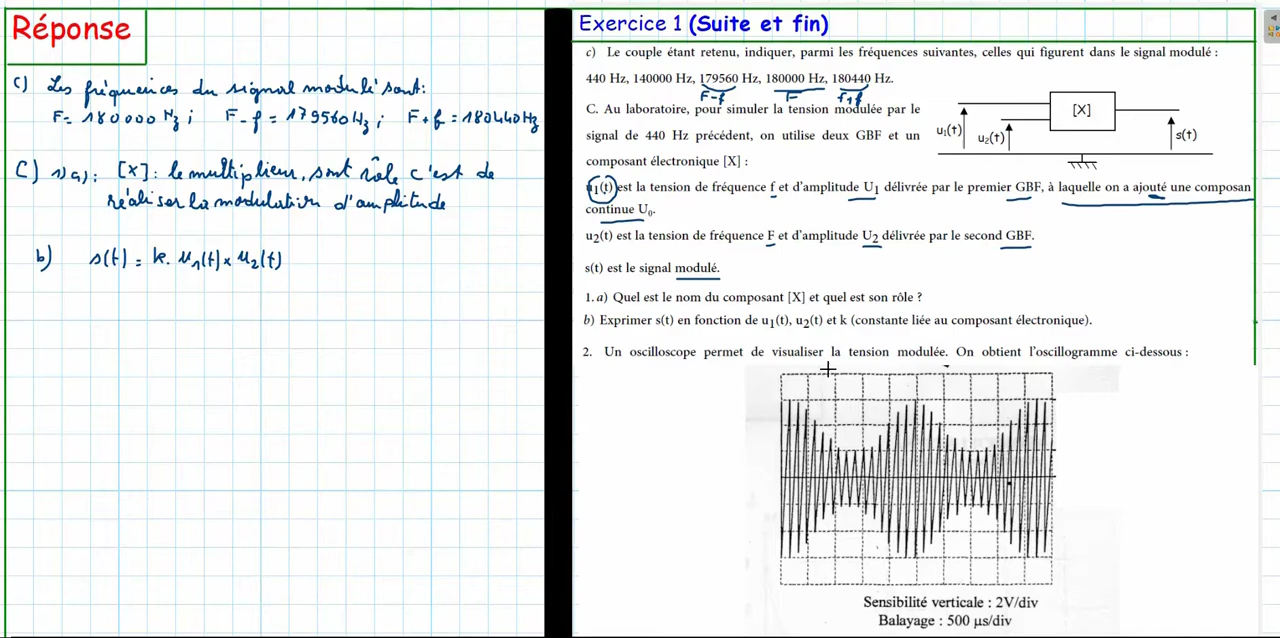 Réponse
c) Les fréquences du signal modulé sont:
F= 180000 Hz ; F-f = 179560Hz ; F+f = 180440Hz
C) 1) a) : [X] : le multiplieur, sont rôle c'est de
réaliser la modulation d'amplitude
b) s(t) = k. u₁(t) × u₂(t)
Exercice 1 (Suite et fin)
c) Le couple étant retenu, indiquer, parmi les fréquences suivantes, celles qui figurent dans le signal modulé :
440 Hz, 140000 Hz, 179560 Hz, 180000 Hz, 180440 Hz.
F-f F f+f
C. Au laboratoire, pour simuler la tension modulée par le
signal de 440 Hz précédent, on utilise deux GBF et un
composant électronique [X] :
[X]
u₁(t)
u₂(t)
s(t)
u₁(t) est la tension de fréquence f et d'amplitude U₁ délivrée par le premier GBF, à laquelle on a ajouté une composan
continue U₀.
u₂(t) est la tension de fréquence F et d'amplitude U₂ délivrée par le second GBF.
s(t) est le signal modulé.
1. a) Quel est le nom du composant [X] et quel est son rôle ?
b) Exprimer s(t) en fonction de u₁(t), u₂(t) et k (constante liée au composant électronique).
2. Un oscilloscope permet de visualiser la tension modulée. On obtient l'oscillogramme ci-dessous :
Sensibilité verticale : 2V/div
Balayage : 500 µs/div